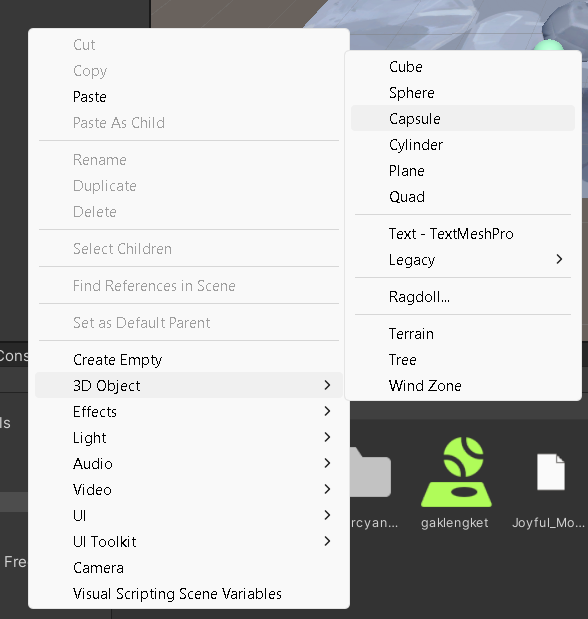 Cut
Copy
Paste
Paste As Child
Rename
Duplicate
Delete
Select Children
Find References in Scene
Set as Default Parent
Create Empty
3D Object
Effects
Light
Audio
Video
UI
UI Toolkit
Camera
Visual Scripting Scene Variables
Cube
Sphere
Capsule
Cylinder
Plane
Quad
Text - TextMeshPro
Legacy
Ragdoll...
Terrain
Tree
Wind Zone
Cons
ls
Fre
rcyan...
gaklengket
Joyful_Mo...